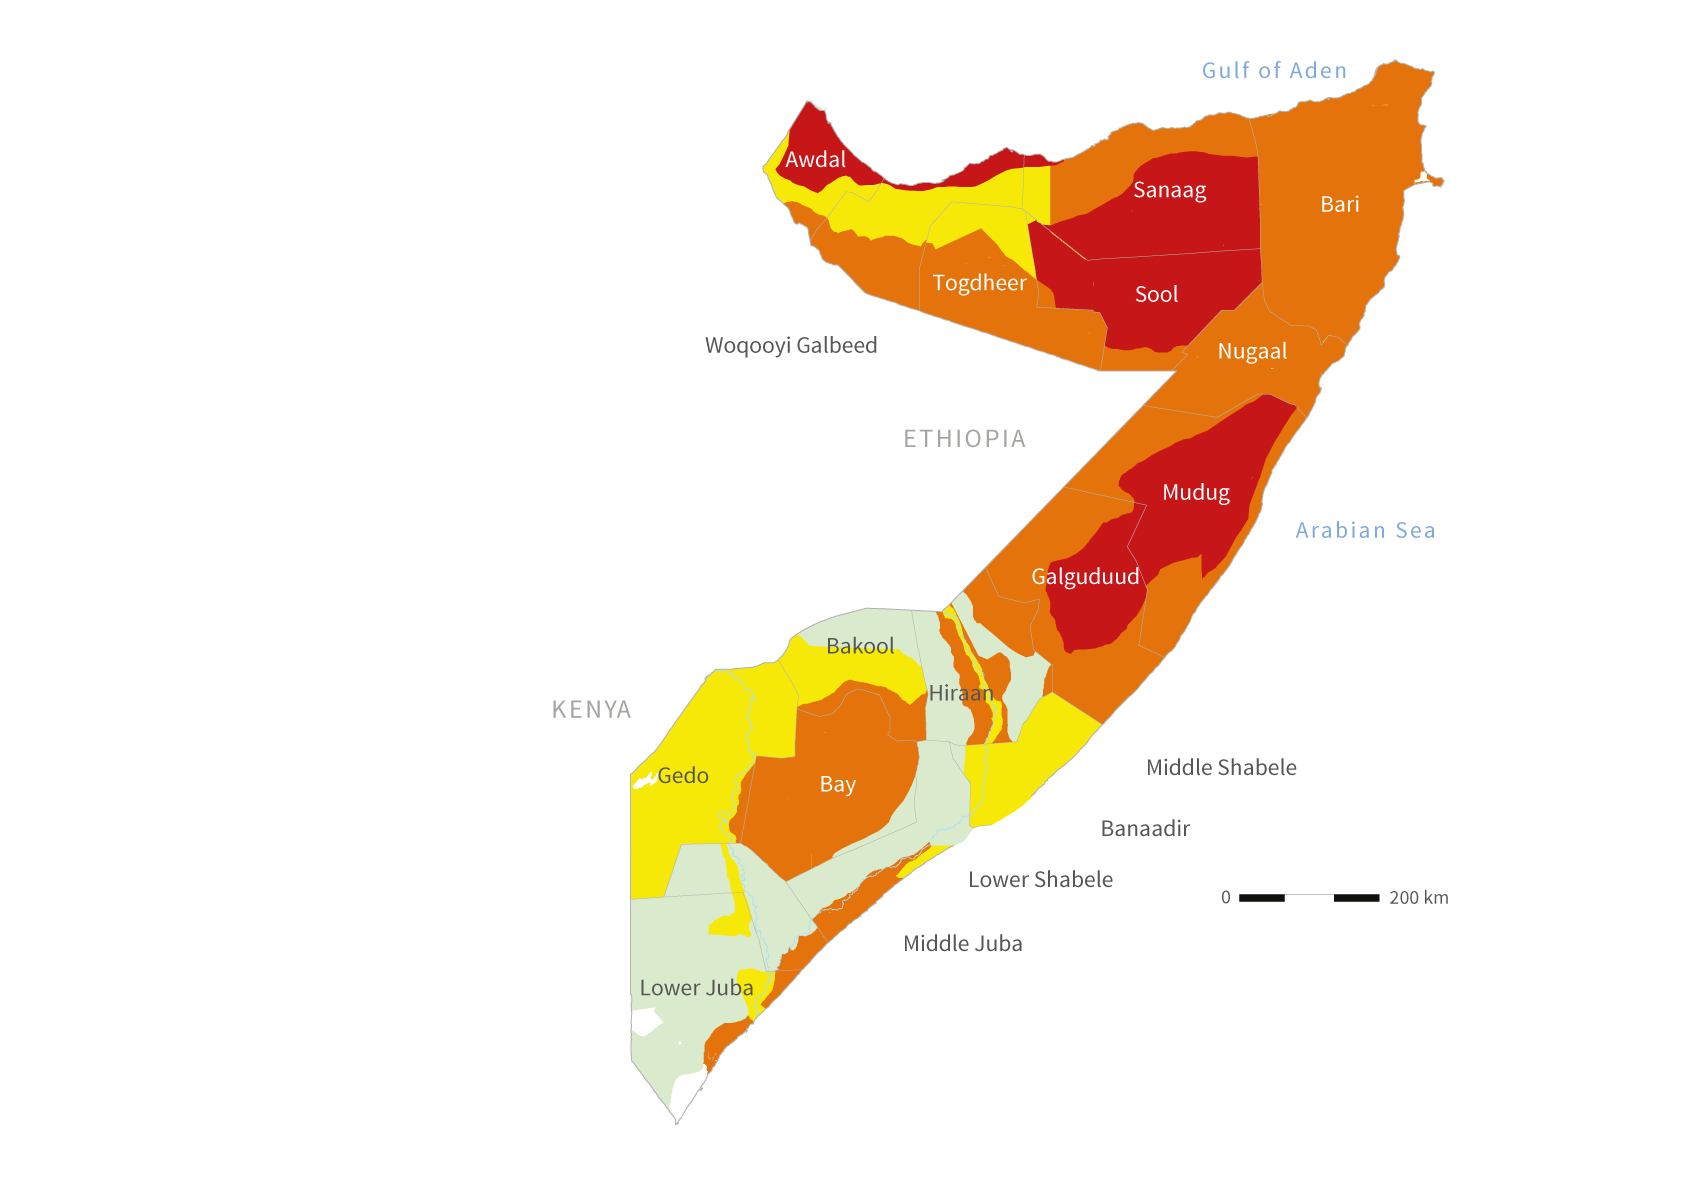 Gulf of Aden
Awdal
Sanaag
Bari
Togdheer
Sool
Woqooyi Galbeed
Nugaal
ETHIOPIA
Mudug
Arabian Sea
Galguduud
Bakool
Hiraan
KENYA
Gedo
Bay
Middle Shabele
Banaadir
Lower Shabele
0 200 km
Middle Juba
Lower Juba